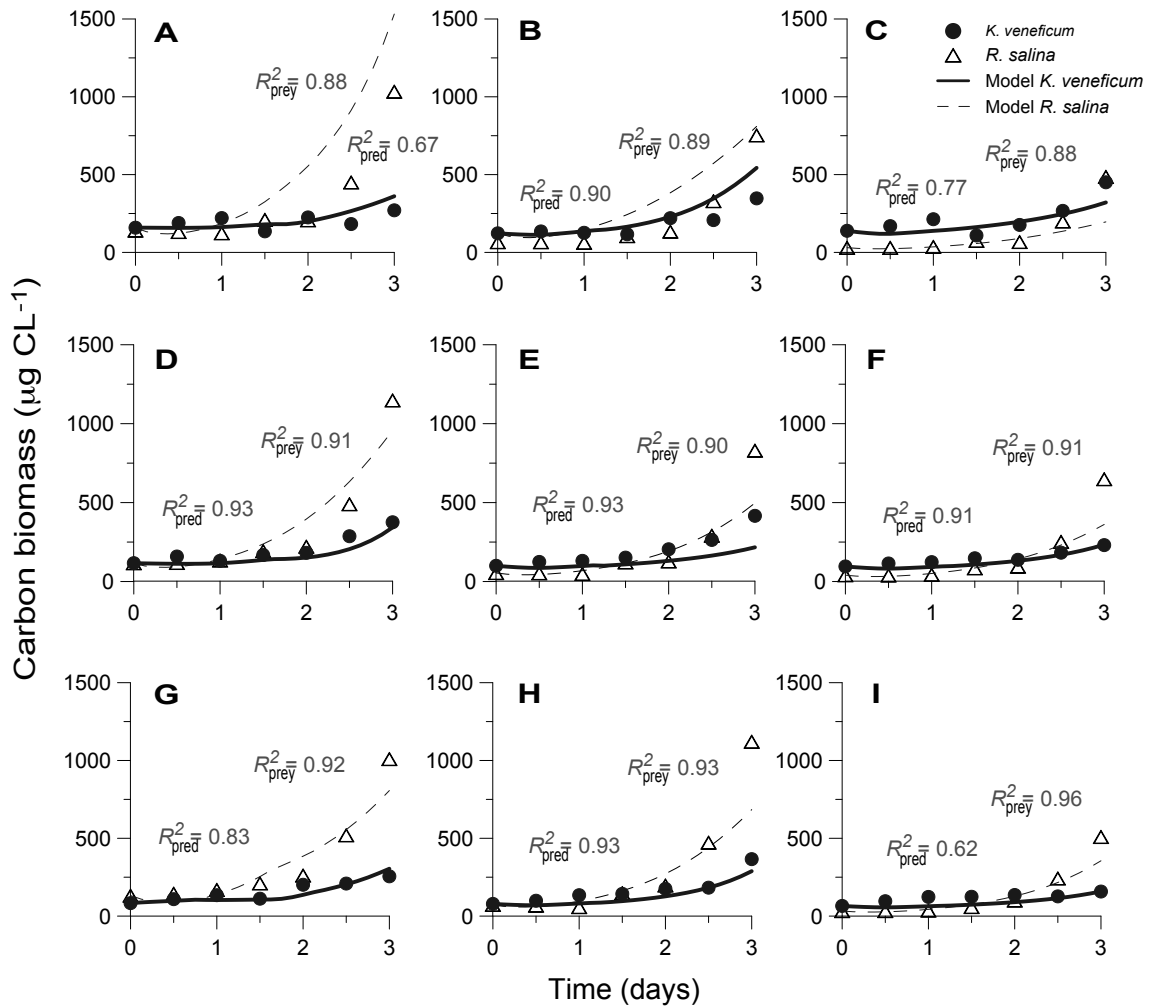 Carbon biomass (µg CL⁻¹)
A
1500
1000
500
0
0 1 2 3
R²prey = 0.88
R²pred = 0.67
B
1500
1000
500
0
0 1 2 3
R²prey = 0.89
R²pred = 0.90
C
1500
1000
500
0
0 1 2 3
K. veneficum
R. salina
Model K. veneficum
Model R. salina
R²prey = 0.88
R²pred = 0.77
D
1500
1000
500
0
0 1 2 3
R²prey = 0.91
R²pred = 0.93
E
1500
1000
500
0
0 1 2 3
R²prey = 0.90
R²pred = 0.93
F
1500
1000
500
0
0 1 2 3
R²prey = 0.91
R²pred = 0.91
G
1500
1000
500
0
0 1 2 3
R²prey = 0.92
R²pred = 0.83
H
1500
1000
500
0
0 1 2 3
R²prey = 0.93
R²pred = 0.93
I
1500
1000
500
0
0 1 2 3
R²prey = 0.96
R²pred = 0.62
Time (days)